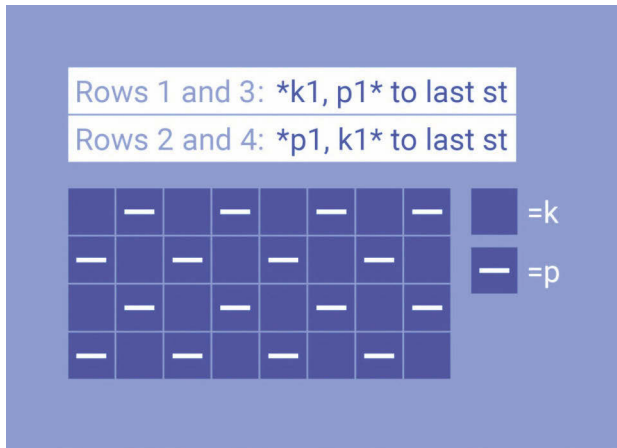 Rows 1 and 3: *k1, p1* to last st
Rows 2 and 4: *p1, k1* to last st
=k
=p